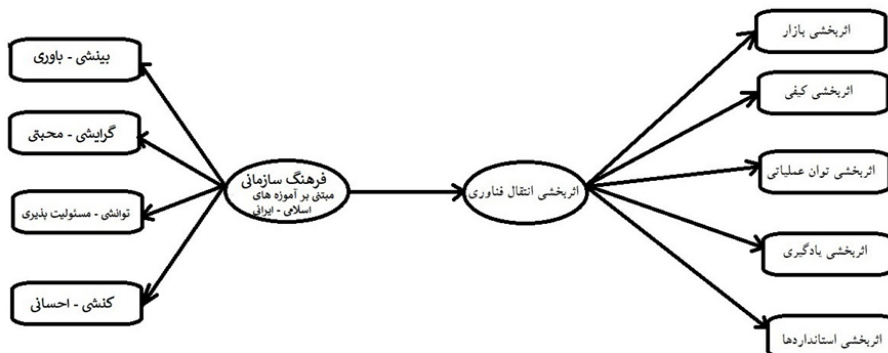 بینشی - باوری
گرایشی - محبتی
توانشی - مسئولیت پذیری
کنشی - احسانی
فرهنگ سازمانی
مبتنی بر آموزه های
اسلامی - ایرانی
اثربخشی انتقال فناوری
اثربخشی بازار
اثربخشی کیفی
اثربخشی توان عملیاتی
اثربخشی یادگیری
اثربخشی استانداردها